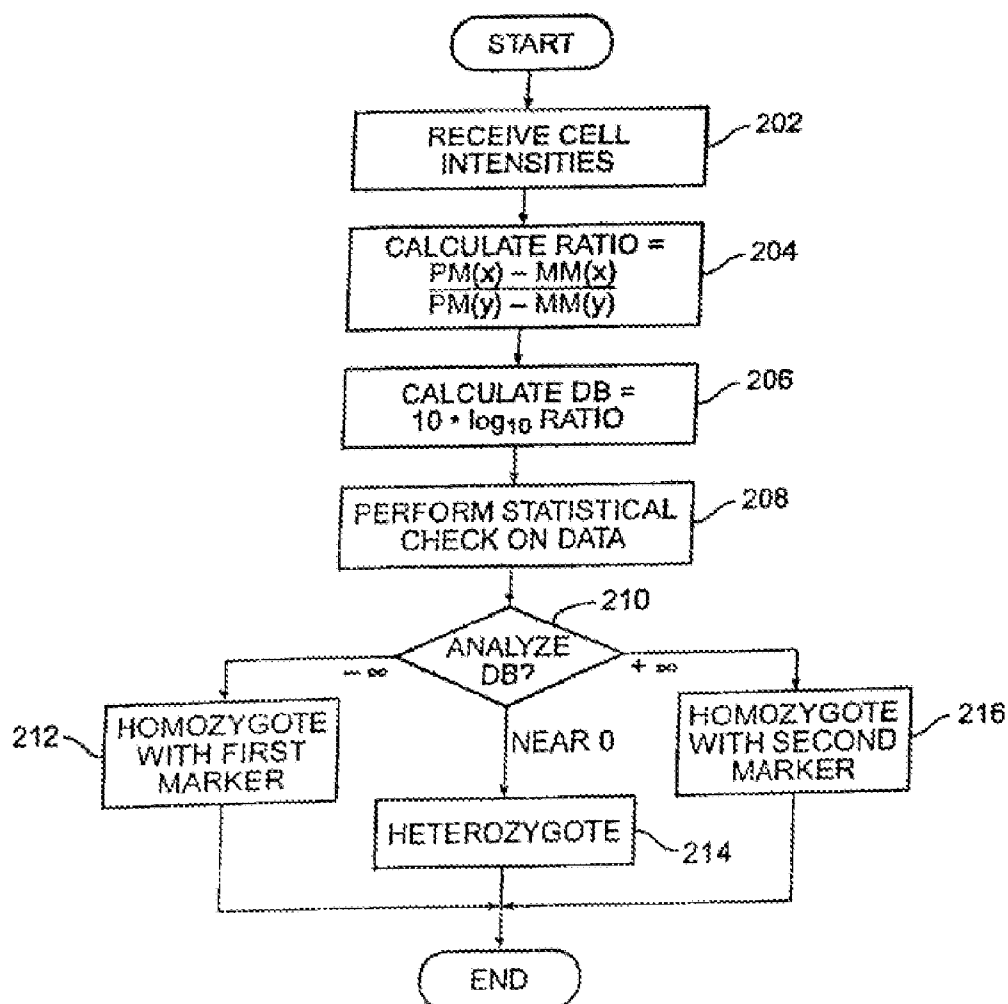 START
RECEIVE CELL
INTENSITIES
202
CALCULATE RATIO =
PM(x) – MM(x)
PM(y) – MM(y)
204
CALCULATE DB =
10 • log₁₀ RATIO
206
PERFORM STATISTICAL
CHECK ON DATA
208
210
ANALYZE
DB?
– ∞
+ ∞
NEAR 0
212
HOMOZYGOTE
WITH FIRST
MARKER
HOMOZYGOTE
WITH SECOND
MARKER
216
HETEROZYGOTE
214
END